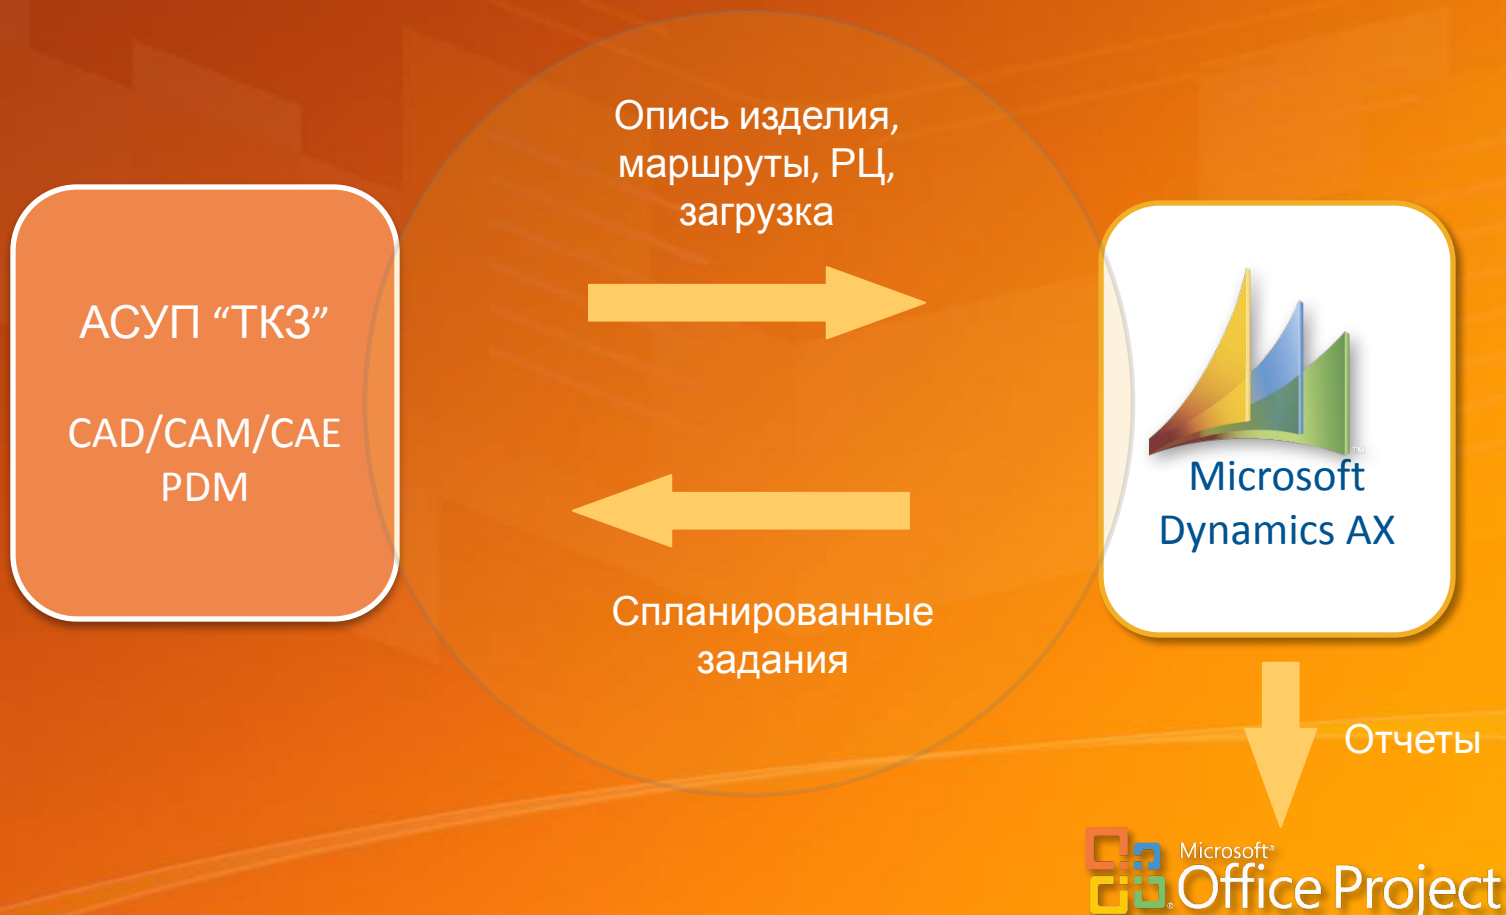 Опись изделия,
маршруты, РЦ,
загрузка
АСУП “ТКЗ”
CAD/CAM/CAE
PDM
Microsoft
Dynamics AX
Спланированные
задания
Отчеты
Microsoft®
Office Project